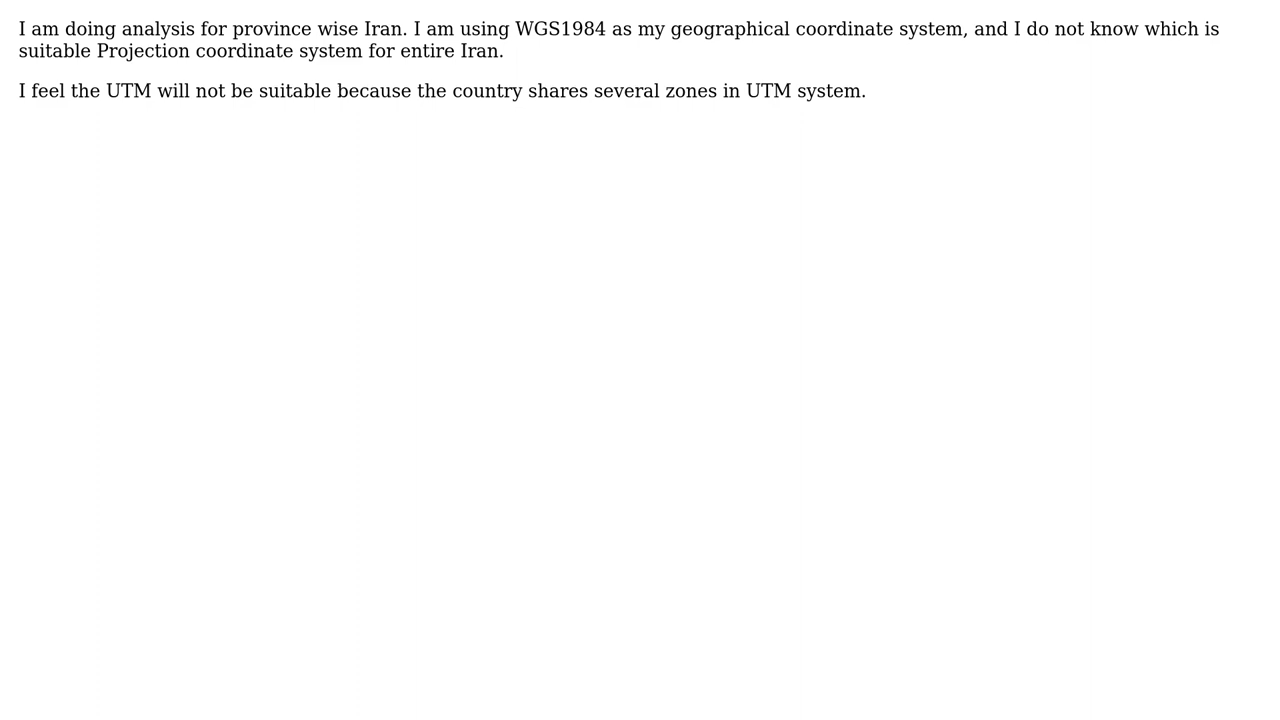 I am doing analysis for province wise Iran. I am using WGS1984 as my geographical coordinate system, and I do not know which is
suitable Projection coordinate system for entire Iran.
I feel the UTM will not be suitable because the country shares several zones in UTM system.